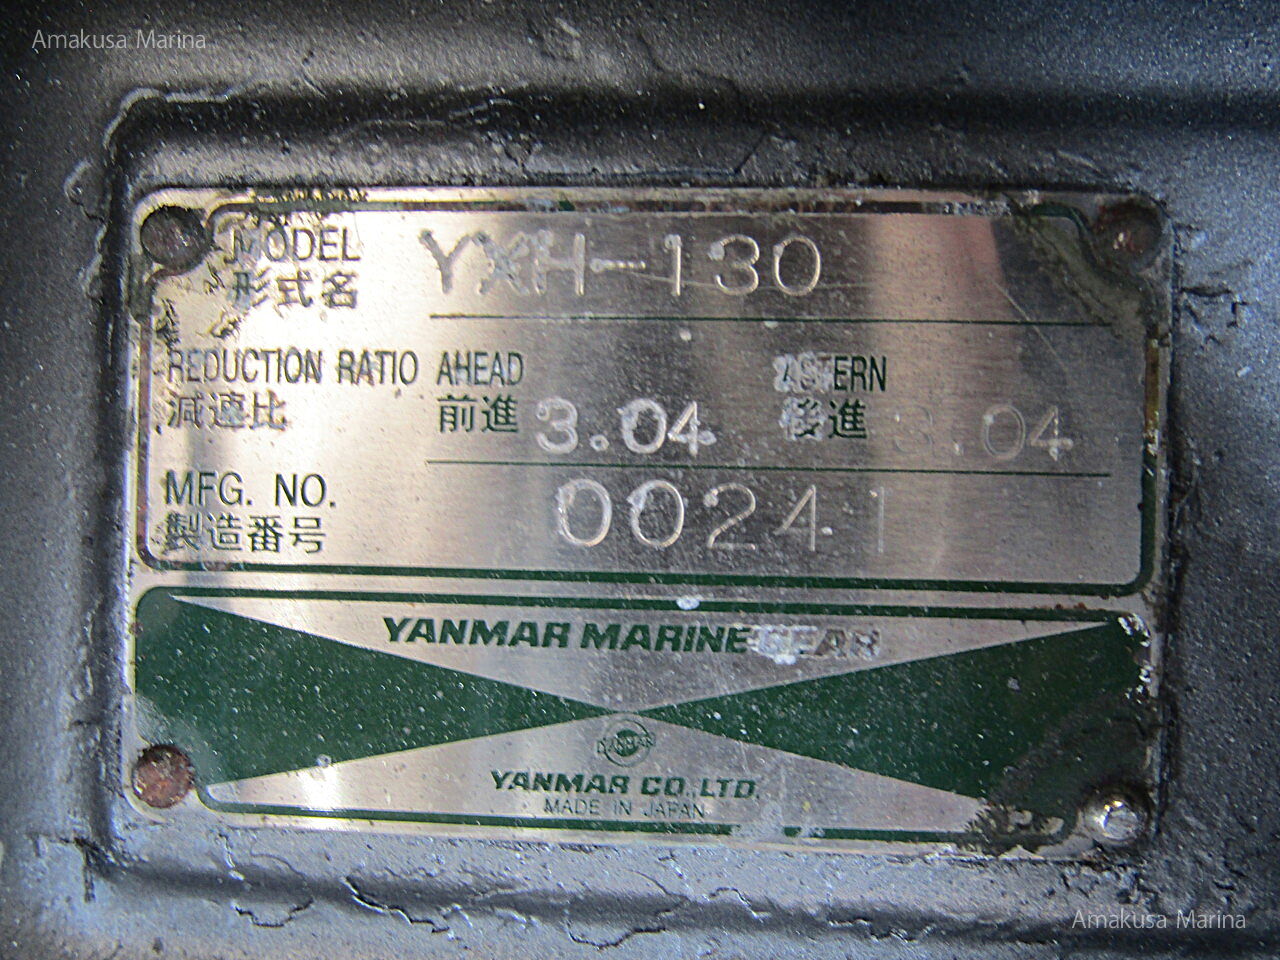 Amakusa Marina
MODEL YXH-130
形式名
REDUCTION RATIO AHEAD ASTERN
減速比 前進 3.04 後進 3.04
MFG. NO. 00241
製造番号
YANMAR MARINE GEAR
YANMAR
YANMAR CO.,LTD.
MADE IN JAPAN
Amakusa Marina